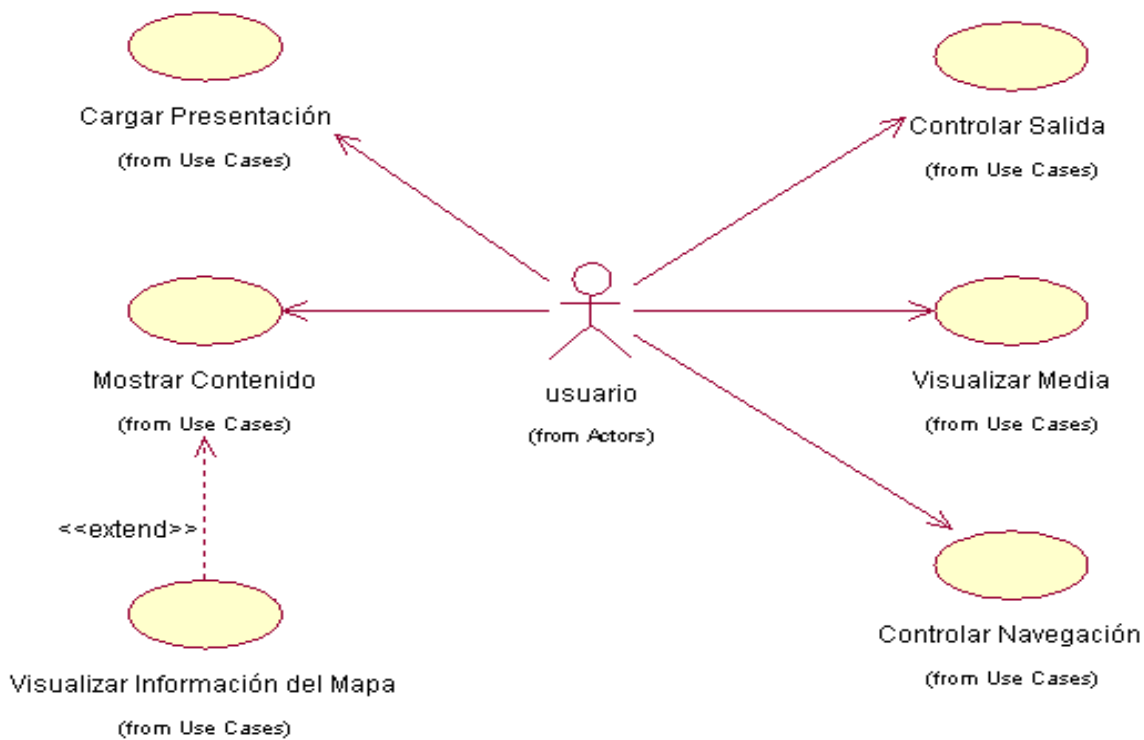 Cargar Presentación
(from Use Cases)
Controlar Salida
(from Use Cases)
Mostrar Contenido
(from Use Cases)
usuario
(from Actors)
Visualizar Media
(from Use Cases)
<<extend>>
Visualizar Información del Mapa
(from Use Cases)
Controlar Navegación
(from Use Cases)